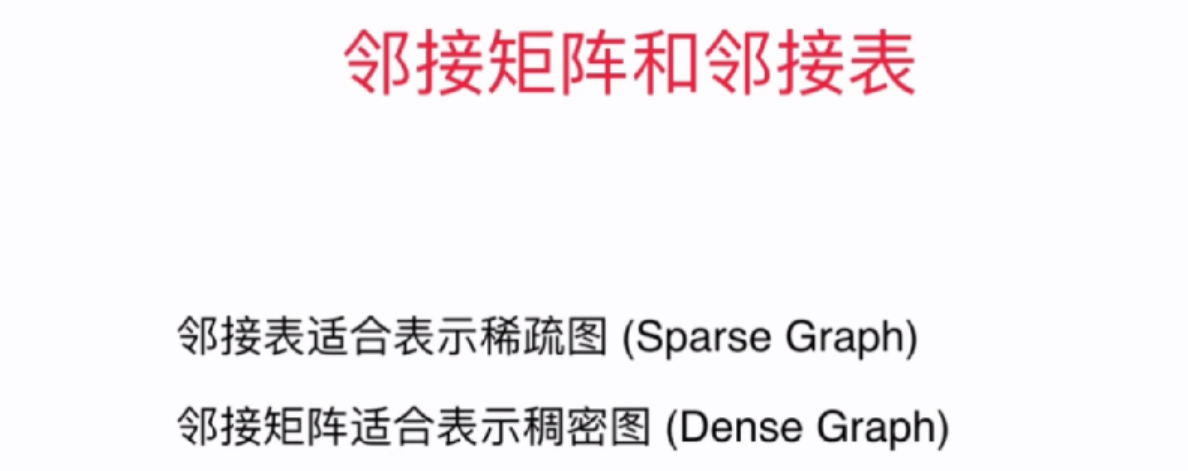 邻接矩阵和邻接表
邻接表适合表示稀疏图 (Sparse Graph)
邻接矩阵适合表示稠密图 (Dense Graph)